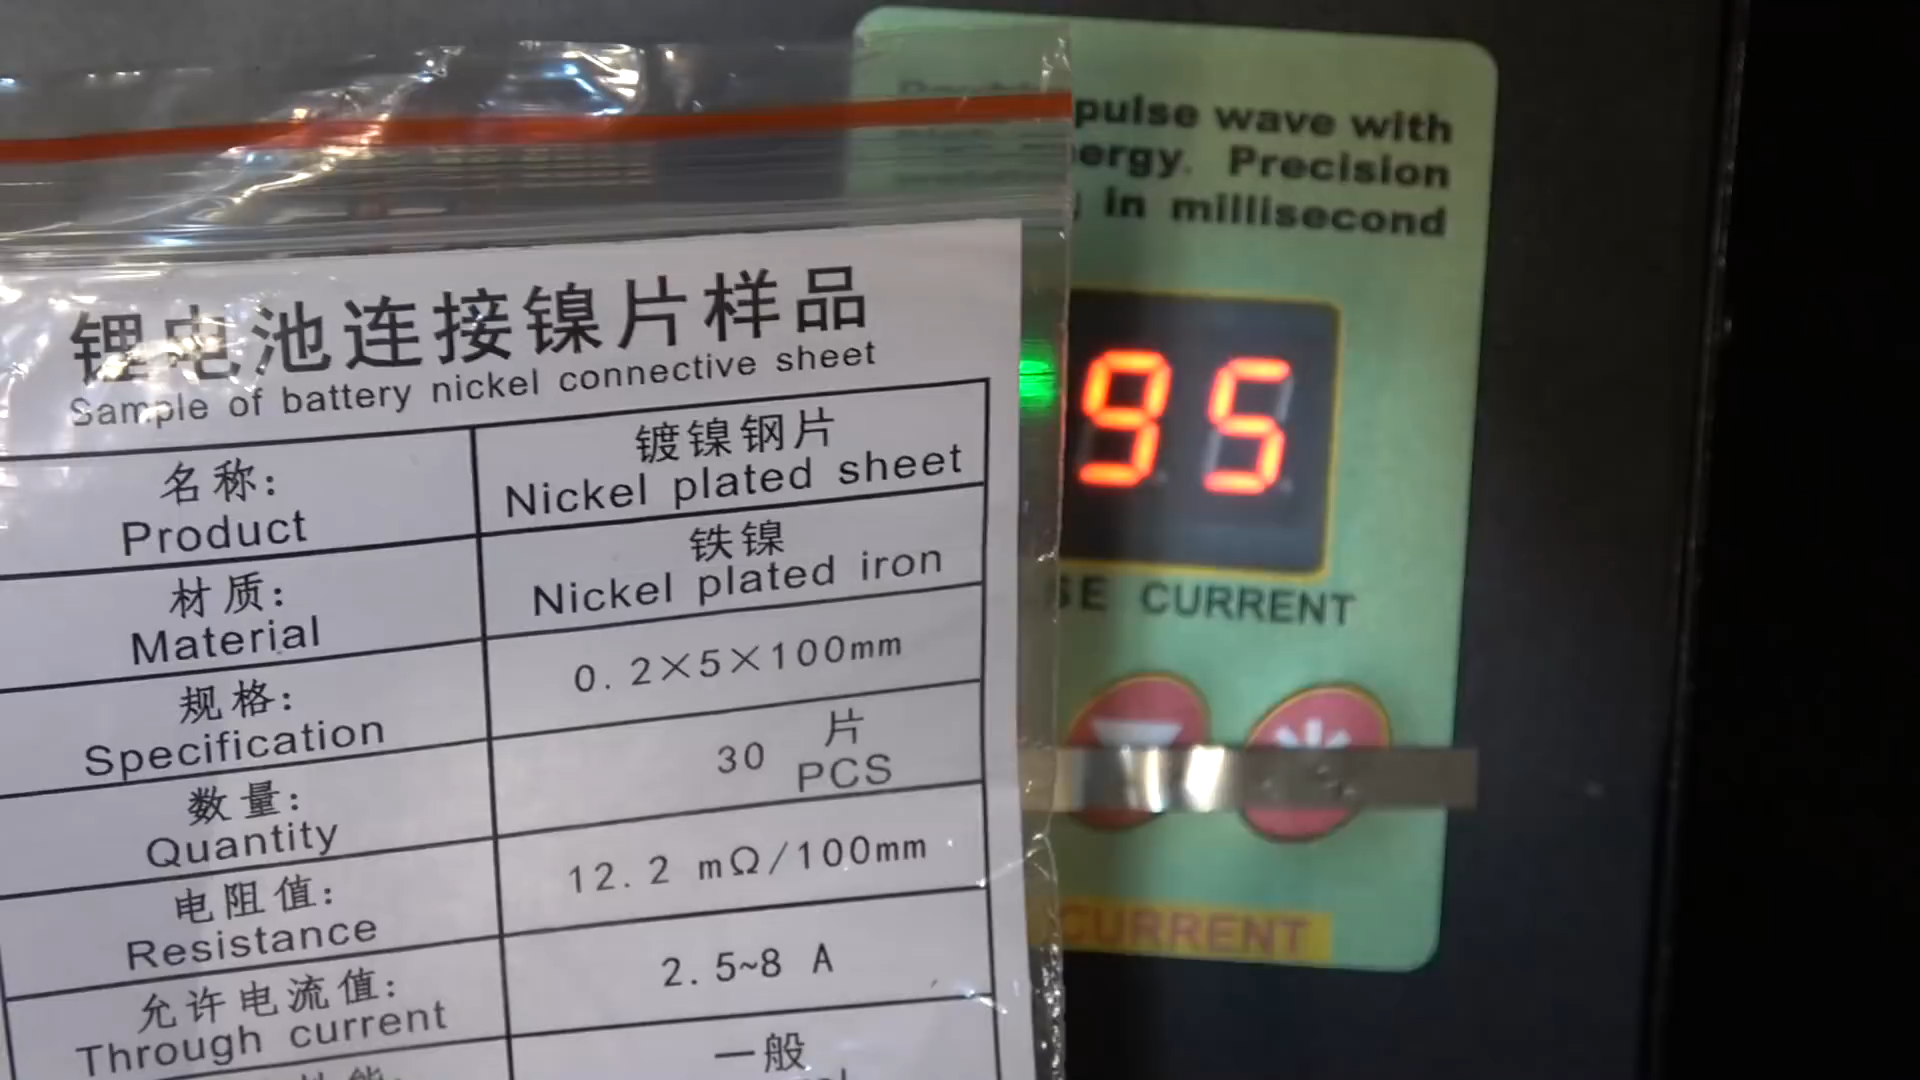 锂电池连接镍片样品
Sample of battery nickel connective sheet
名称:
Product
镀镍钢片
Nickel plated sheet
材质:
Material
铁镍
Nickel plated iron
规格:
Specification
0.2×5×100mm
数量:
Quantity
30 片
PCS
电阻值:
Resistance
12.2 mΩ/100mm
允许电流值:
Through current
2.5~8 A
一般
pulse wave with
Precision
in millisecond
95
CURRENT
CURRENT